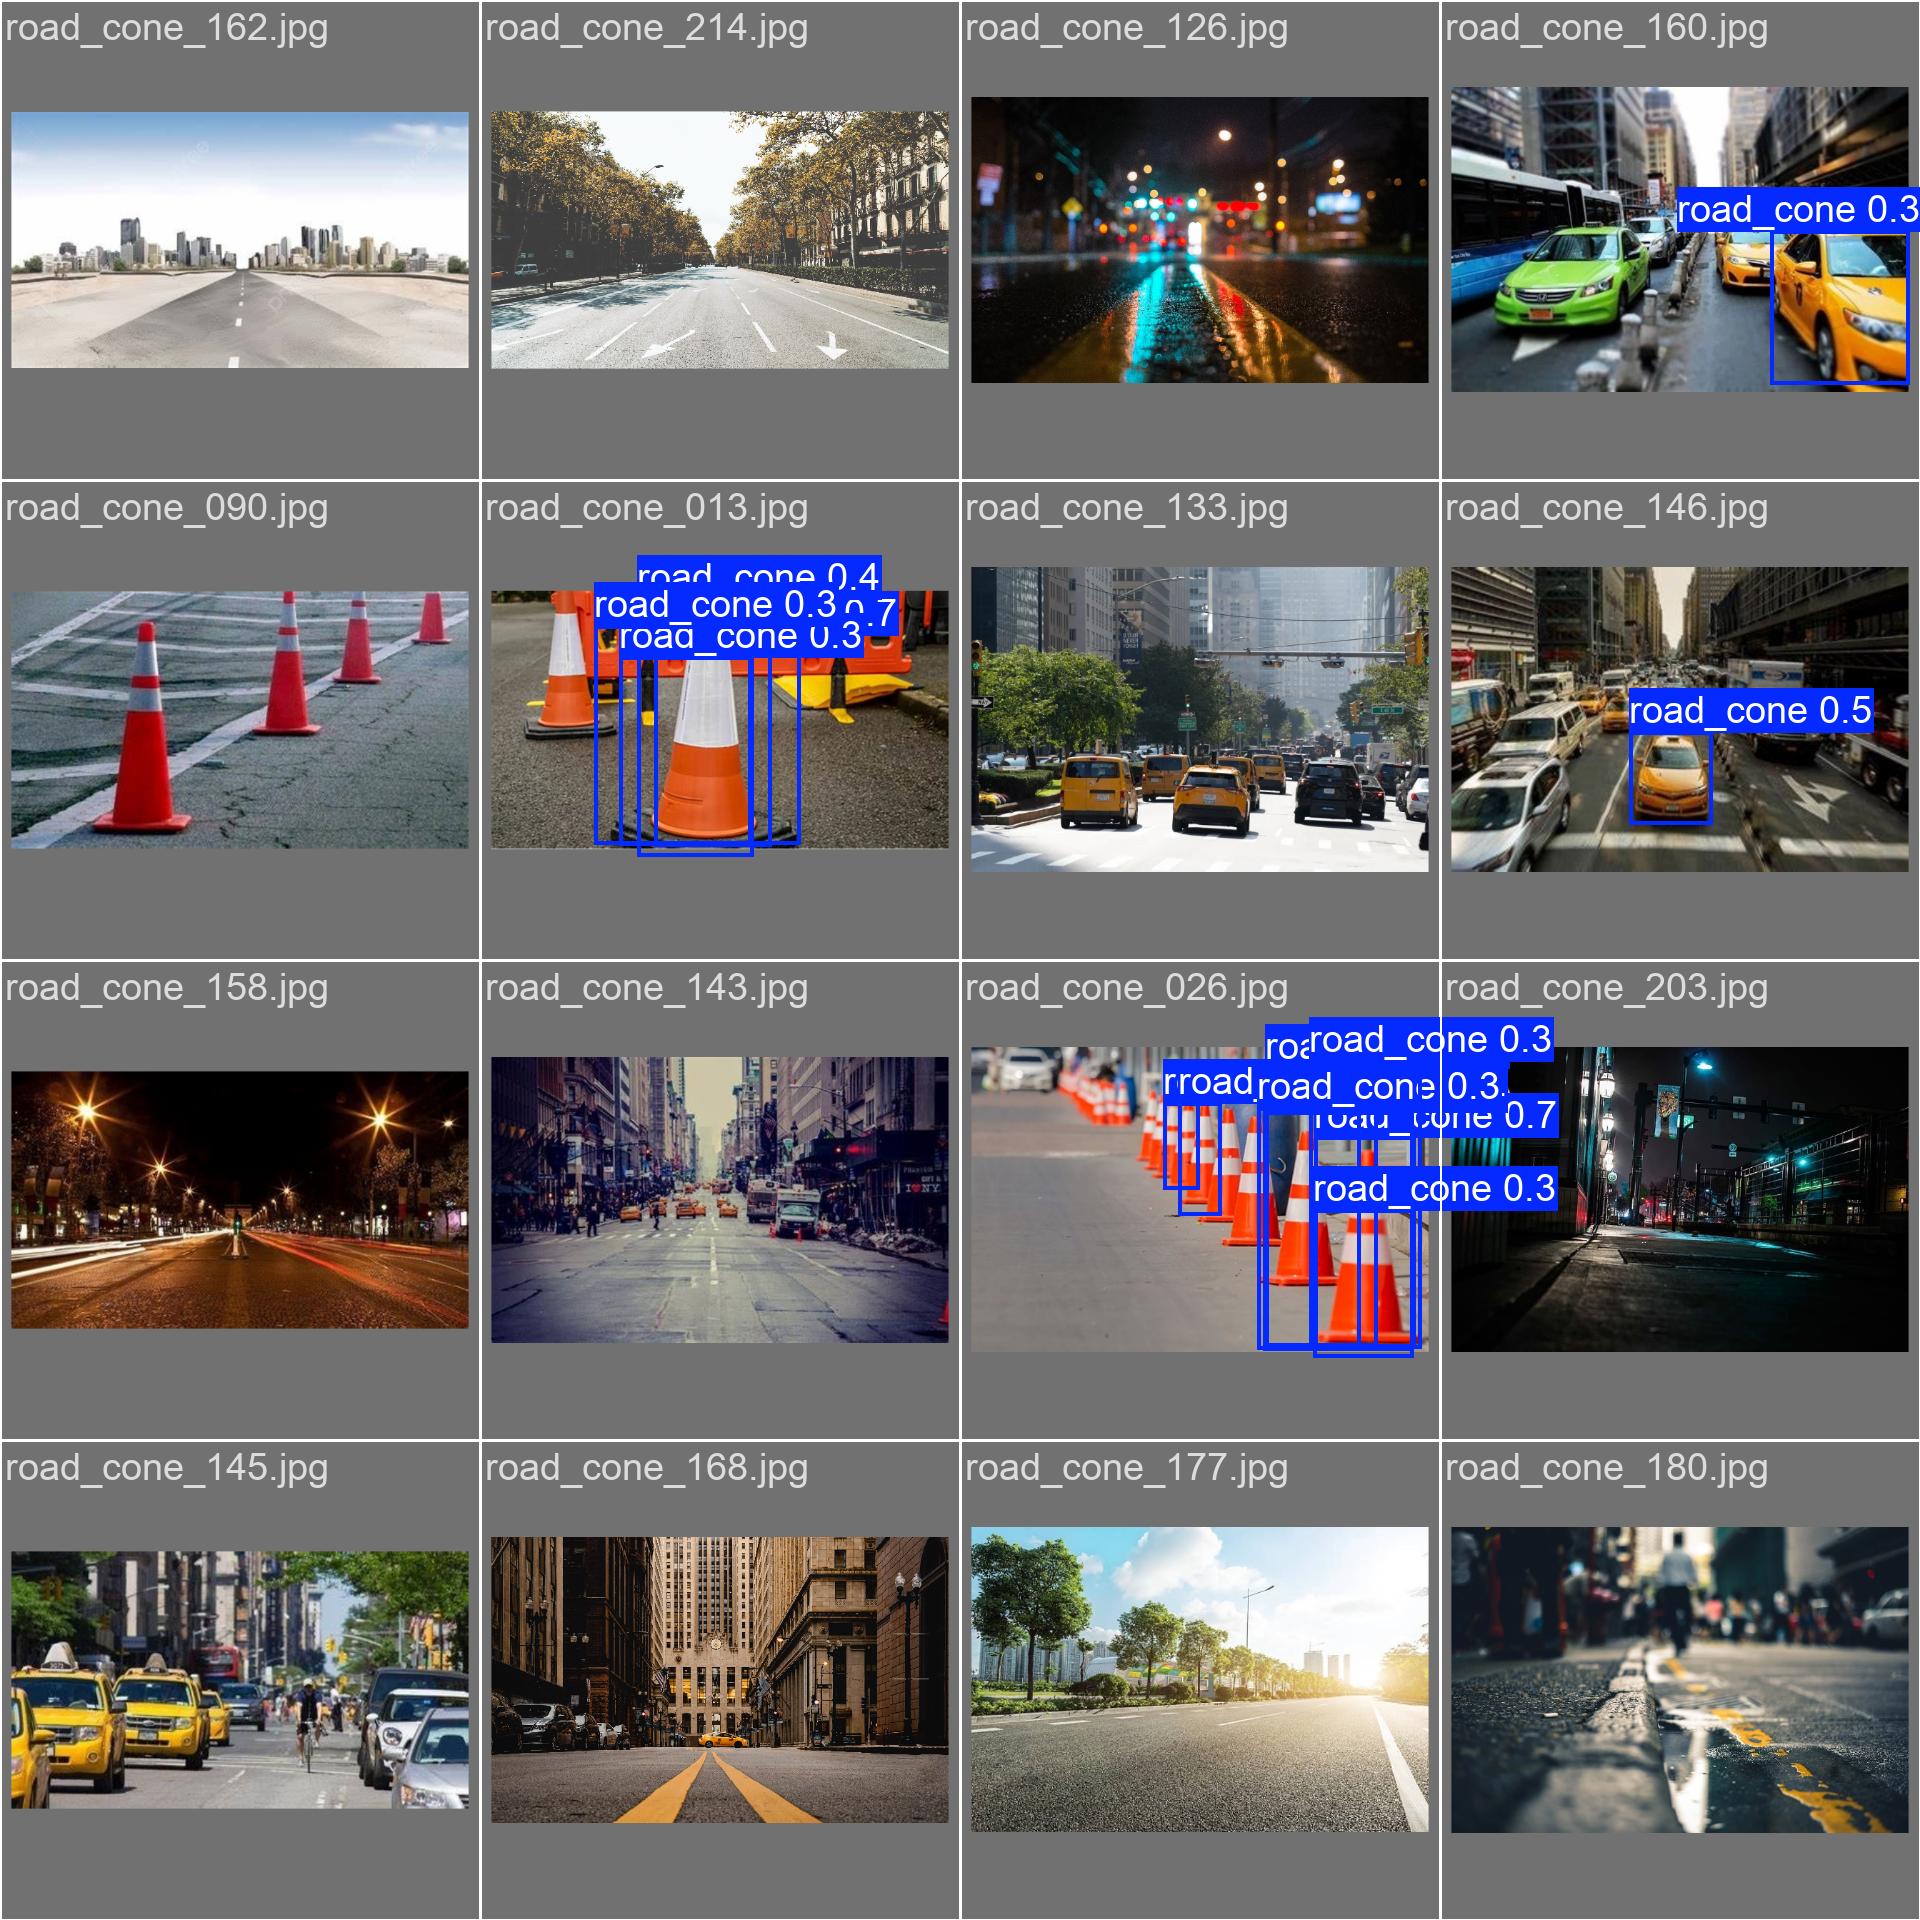 road_cone_162.jpg
road_cone_214.jpg
road_cone_126.jpg
road_cone_160.jpg
road_cone 0.3
road_cone_090.jpg
road_cone_013.jpg
road_cone_133.jpg
road_cone_146.jpg
road_cone 0.4
road_cone 0.3
.7
road_cone 0.3
road_cone 0.5
road_cone_158.jpg
road_cone_143.jpg
road_cone_026.jpg
road_cone_203.jpg
roa
road_cone 0.3
r
road_
road_cone 0.3
road_cone 0.7
road_cone 0.3
I NY
road_cone_145.jpg
road_cone_168.jpg
road_cone_177.jpg
road_cone_180.jpg